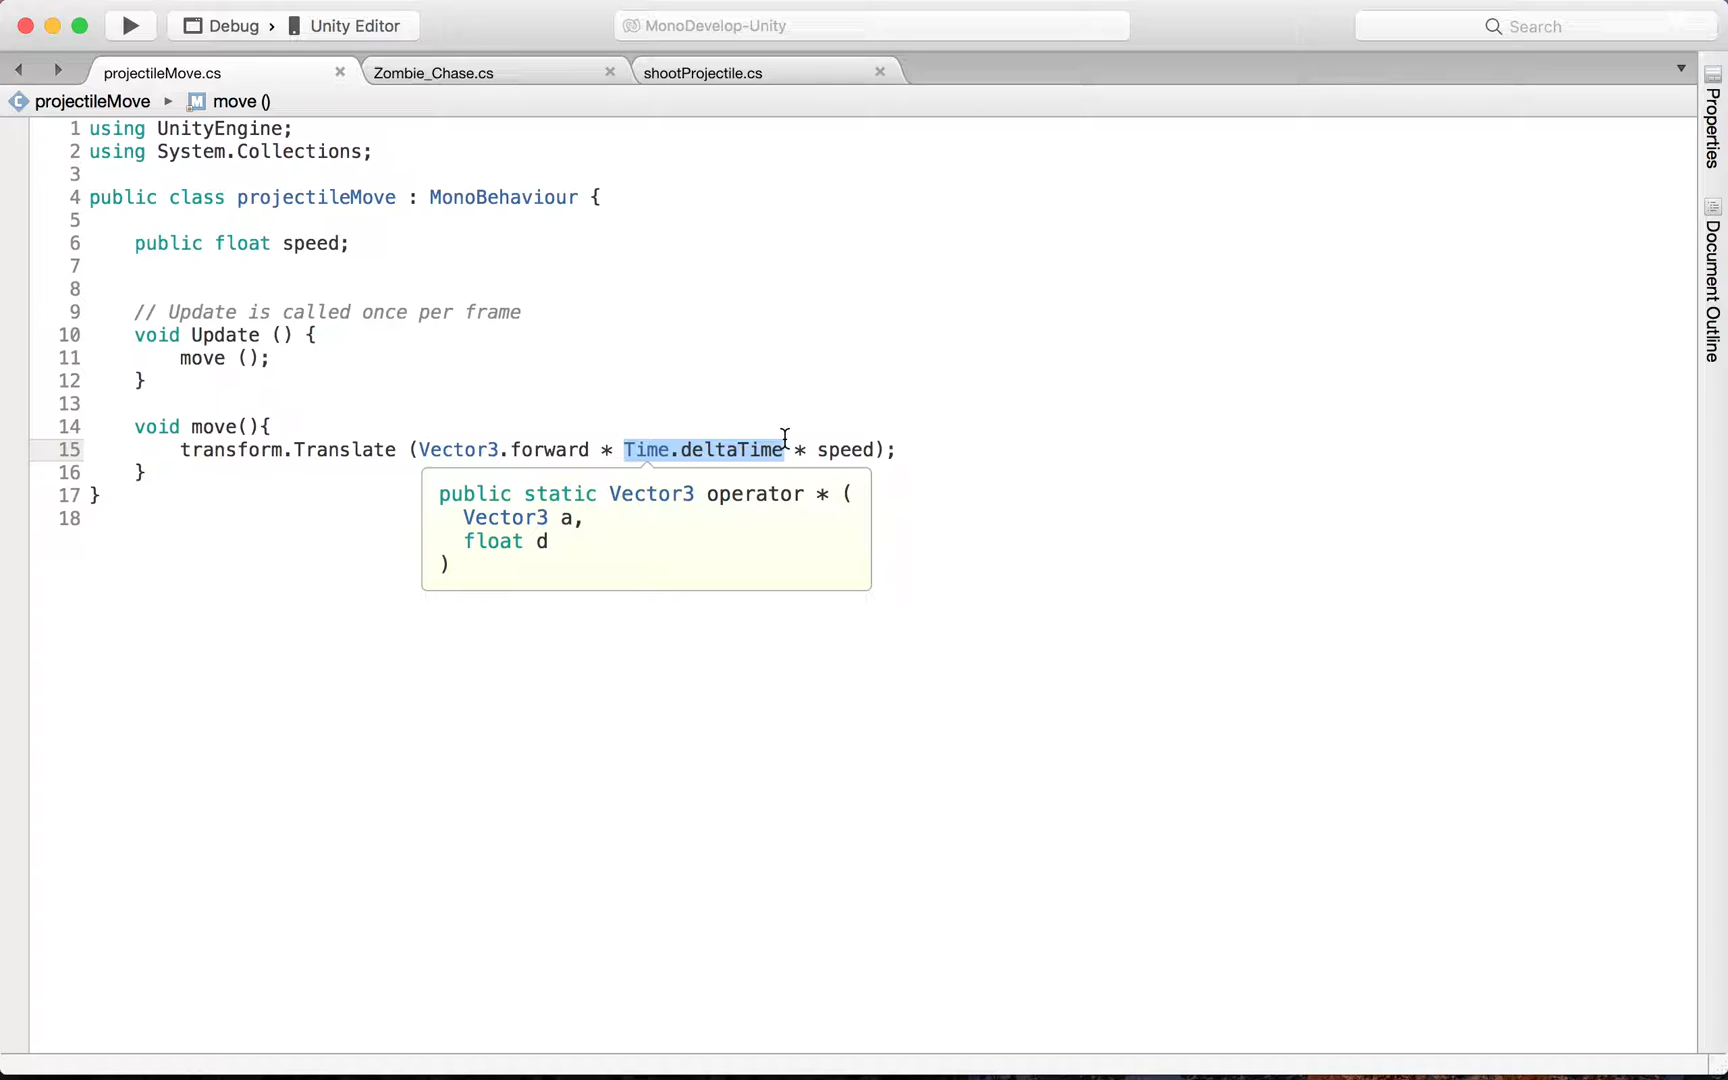 Debug › Unity Editor
MonoDevelop-Unity
Search
projectileMove.cs
Zombie_Chase.cs
shootProjectile.cs
projectileMove ▸ move ()
1 using UnityEngine;
2 using System.Collections;
3
4 public class projectileMove : MonoBehaviour {
5
6 public float speed;
7
8
9 // Update is called once per frame
10 void Update () {
11 move ();
12 }
13
14 void move(){
15 transform.Translate (Vector3.forward * Time.deltaTime * speed);
16 }
17 }
18
public static Vector3 operator * (
Vector3 a,
float d
)
Properties
Document Outline